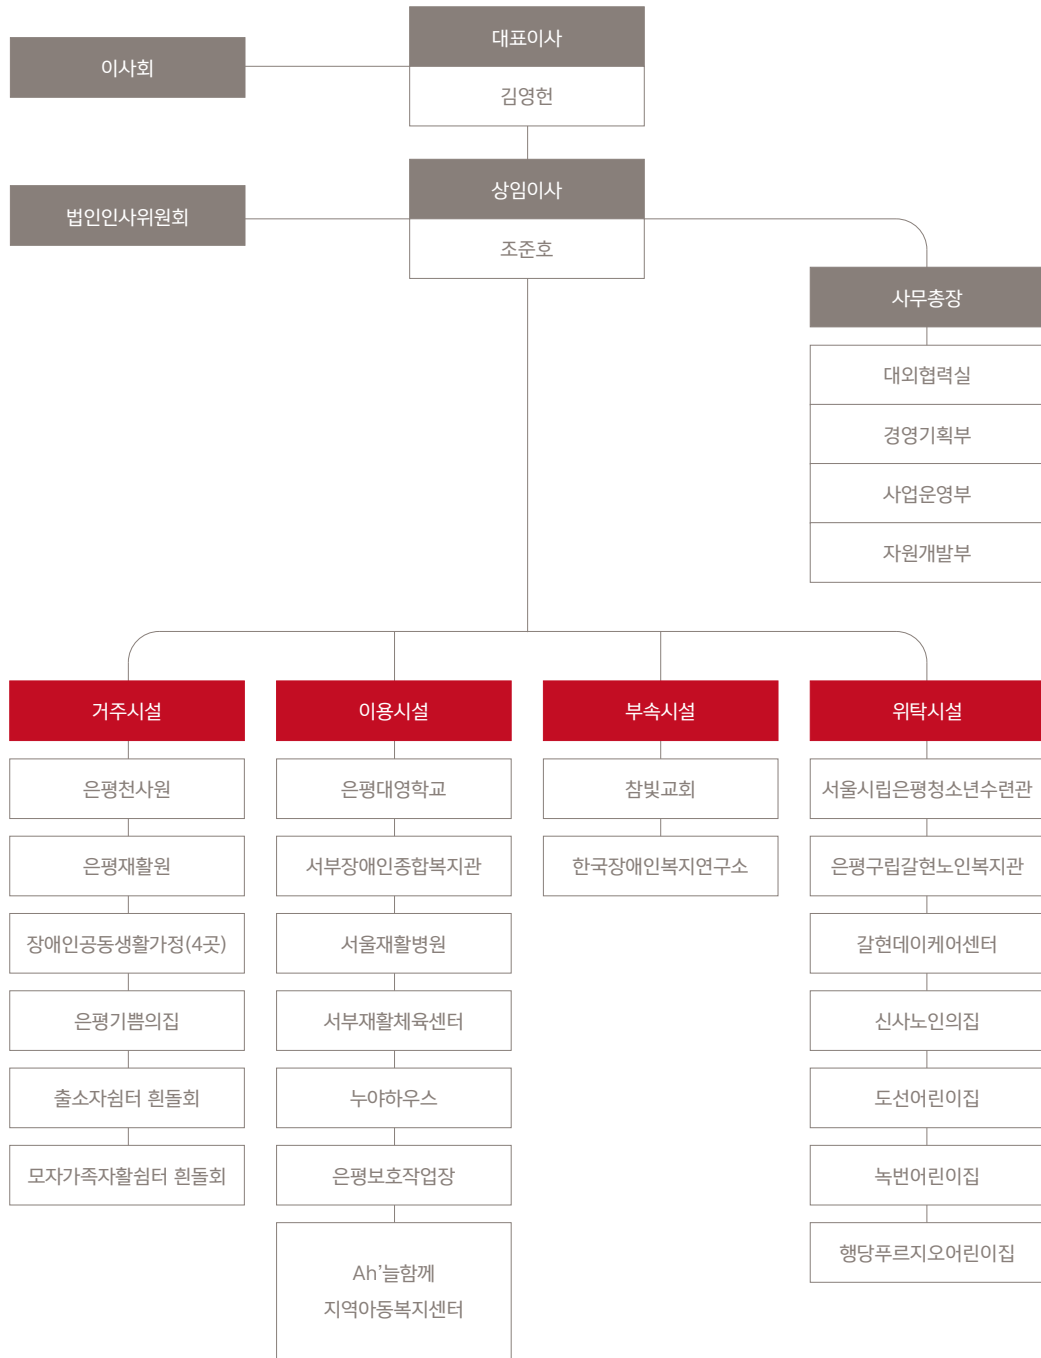 대표이사
이사회
김영헌
상임이사
법인인사위원회
조준호
사무총장
대외협력실
경영기획부
사업운영부
자원개발부
거주시설
은평천사원
은평재활원
장애인공동생활가정(4곳)
은평기쁨의집
출소자쉼터 흰돌회
모자가족자활쉼터 흰돌회
이용시설
은평대영학교
서부장애인종합복지관
서울재활병원
서부재활체육센터
누야하우스
은평보호작업장
Ah'늘함께
지역아동복지센터
부속시설
참빛교회
한국장애인복지연구소
위탁시설
서울시립은평청소년수련관
은평구립갈현노인복지관
갈현데이케어센터
신사노인의집
도선어린이집
녹번어린이집
행당푸르지오어린이집